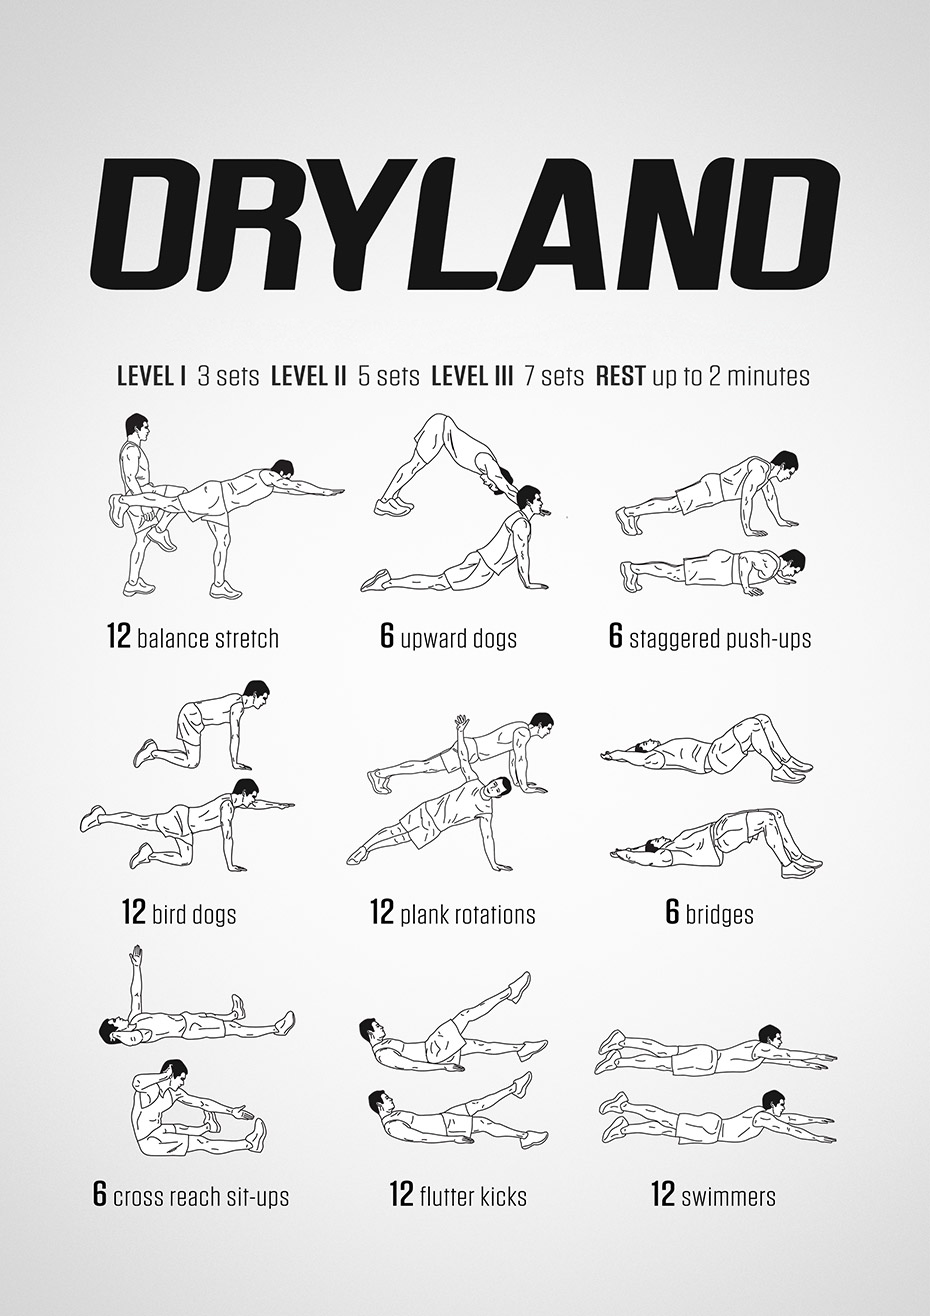 DRYLAND
LEVEL I 3 sets LEVEL II 5 sets LEVEL III 7 sets REST up to 2 minutes
12 balance stretch
6 upward dogs
6 staggered push-ups
12 bird dogs
12 plank rotations
6 bridges
6 cross reach sit-ups
12 flutter kicks
12 swimmers